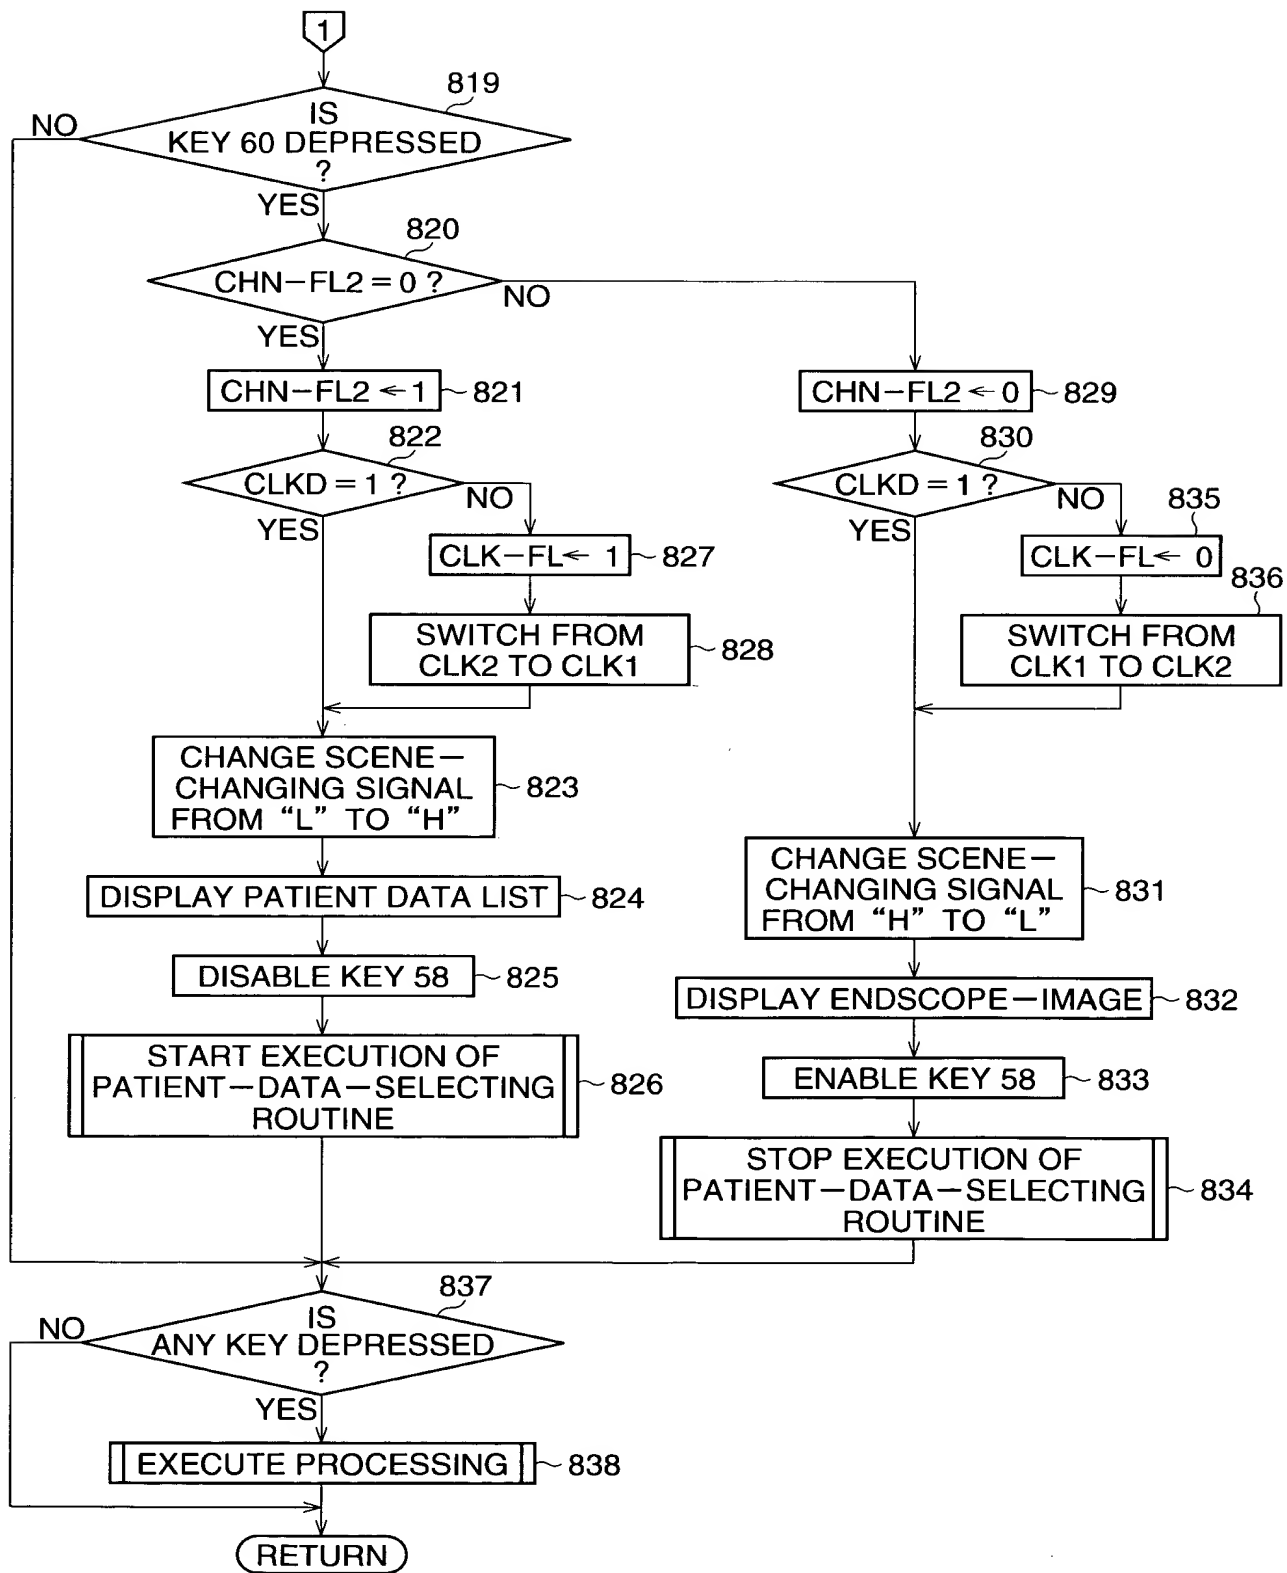 1
819
IS
KEY 60 DEPRESSED
?
NO
YES
820
CHN-FL2 = 0 ?
NO
YES
CHN-FL2 ← 1
821
822
CLKD = 1 ?
NO
YES
CLK-FL← 1
827
SWITCH FROM
CLK2 TO CLK1
828
CHANGE SCENE-
CHANGING SIGNAL
FROM “L” TO “H”
823
DISPLAY PATIENT DATA LIST
824
DISABLE KEY 58
825
START EXECUTION OF
PATIENT-DATA-SELECTING
ROUTINE
826
CHN-FL2 ← 0
829
830
CLKD = 1 ?
NO
YES
835
CLK-FL← 0
836
SWITCH FROM
CLK1 TO CLK2
CHANGE SCENE-
CHANGING SIGNAL
FROM “H” TO “L”
831
DISPLAY ENDSCOPE-IMAGE
832
ENABLE KEY 58
833
STOP EXECUTION OF
PATIENT-DATA-SELECTING
ROUTINE
834
837
IS
ANY KEY DEPRESSED
?
NO
YES
EXECUTE PROCESSING
838
RETURN